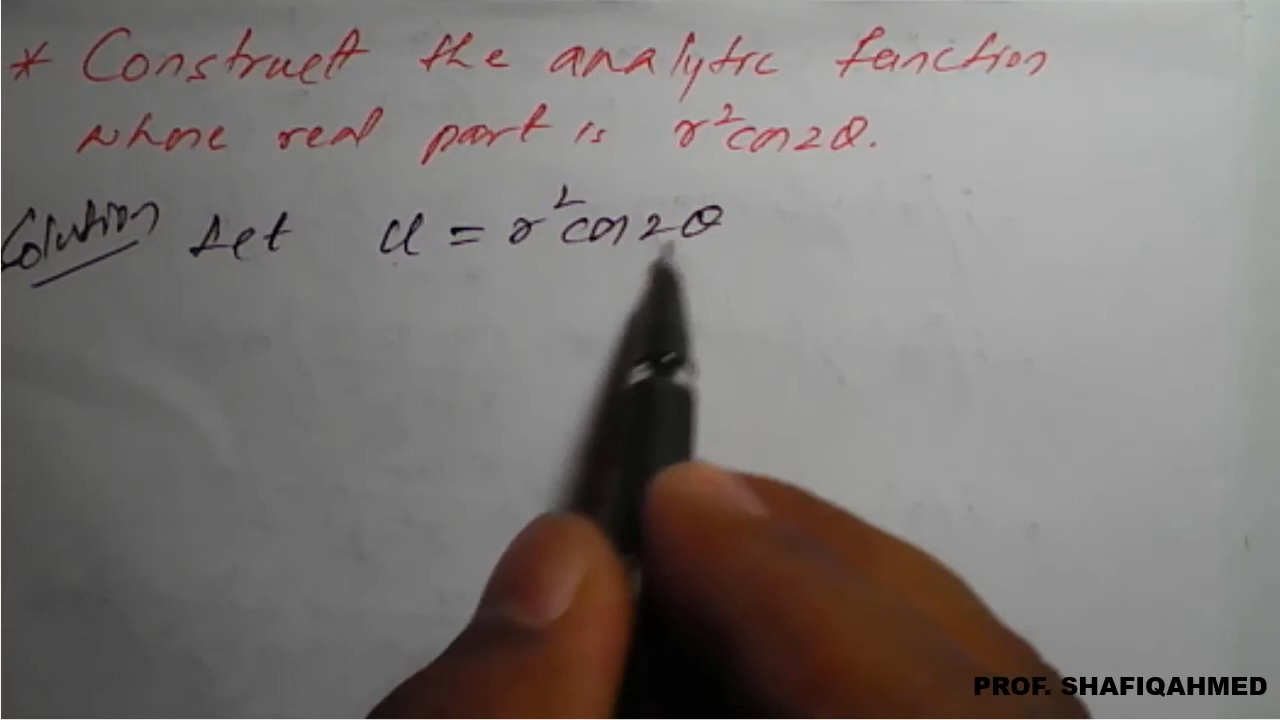 * Construct the analytic function
whose real part is r²cos2θ.
Solution Let u = r²cos2θ
PROF. SHAFIQAHMED